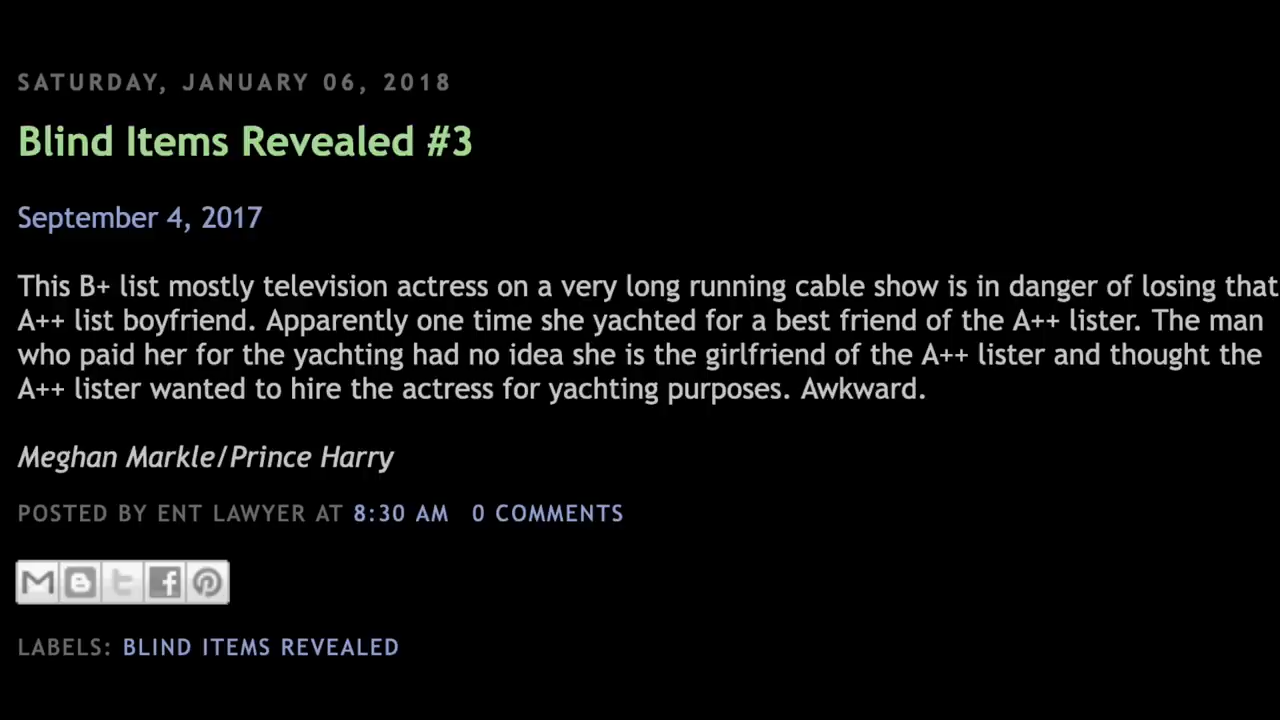 SATURDAY, JANUARY 06, 2018
Blind Items Revealed #3
September 4, 2017
This B+ list mostly television actress on a very long running cable show is in danger of losing that
A++ list boyfriend. Apparently one time she yachted for a best friend of the A++ lister. The man
who paid her for the yachting had no idea she is the girlfriend of the A++ lister and thought the
A++ lister wanted to hire the actress for yachting purposes. Awkward.
Meghan Markle/Prince Harry
POSTED BY ENT LAWYER AT 8:30 AM 0 COMMENTS
LABELS: BLIND ITEMS REVEALED